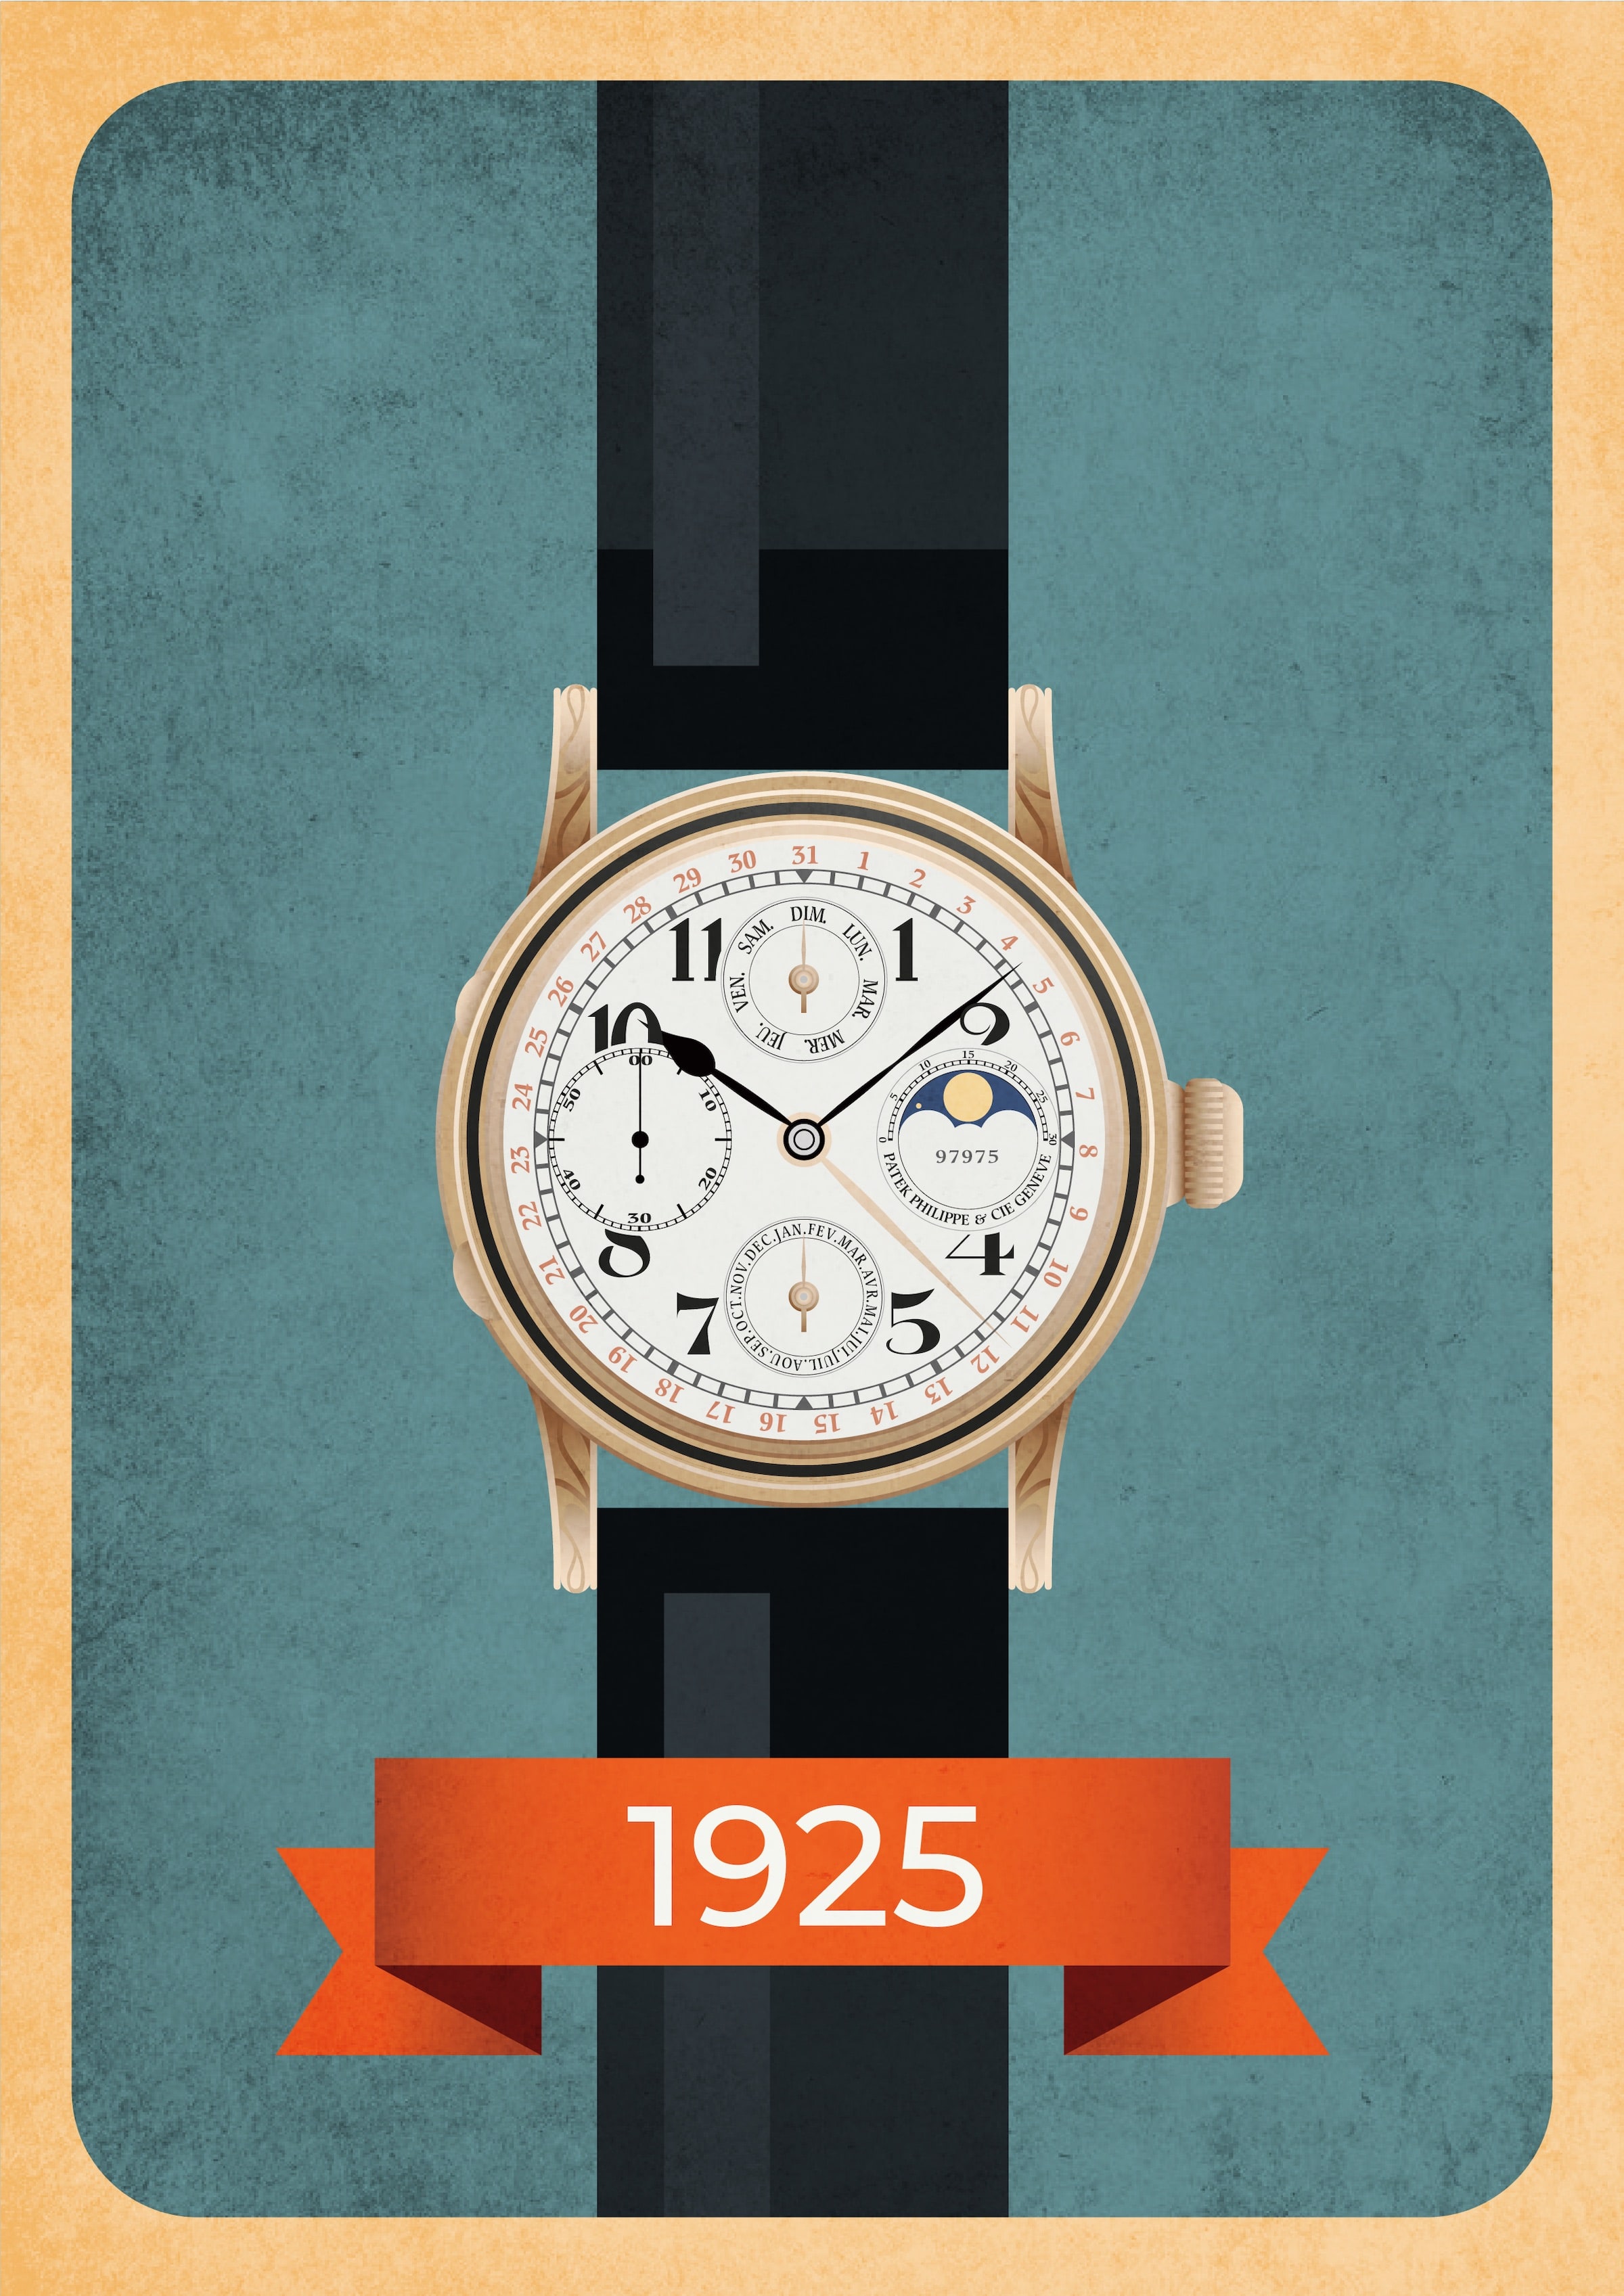 31 1 2 3 4 5 6 7 8 9 10 11 12 13 14 15 16 17 18 19 20 21 22 23 24 25 26 27 28 29 30
11 1
10 2
8 4
7 5
DIM. LUN. MAR. MER. JEU. VEN. SAM.
00 10 20 30 40 50
0 5 10 15 20 25 30
97975
PATEK PHILIPPE & CIE GENEVE
JAN.FEV.MAR.AVR.MAI.JUI.JUIL.AOU.SEP.OCT.NOV.DEC.
1925